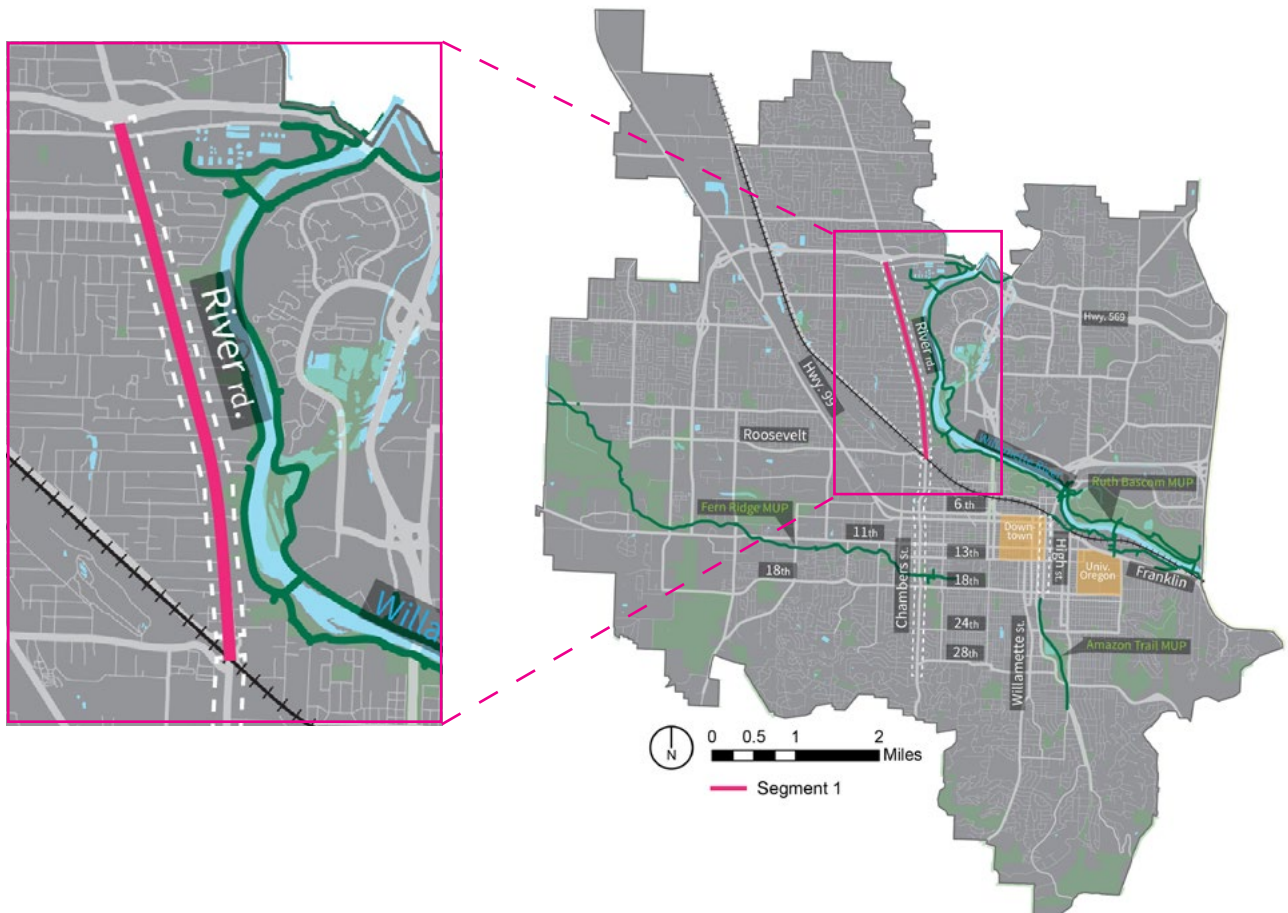 River rd.
Willa
Hwy. 569
River rd.
Hwy. 99
Roosevelt
Ruth Bascom MUP
Fern Ridge MUP
6th
11th
Down-
town
13th
High st.
Univ.
Oregon
Franklin
18th
18th
Chambers St.
24th
Willamette St.
Amazon Trail MUP
28th
N
0 0.5 1 2
Miles
Segment 1